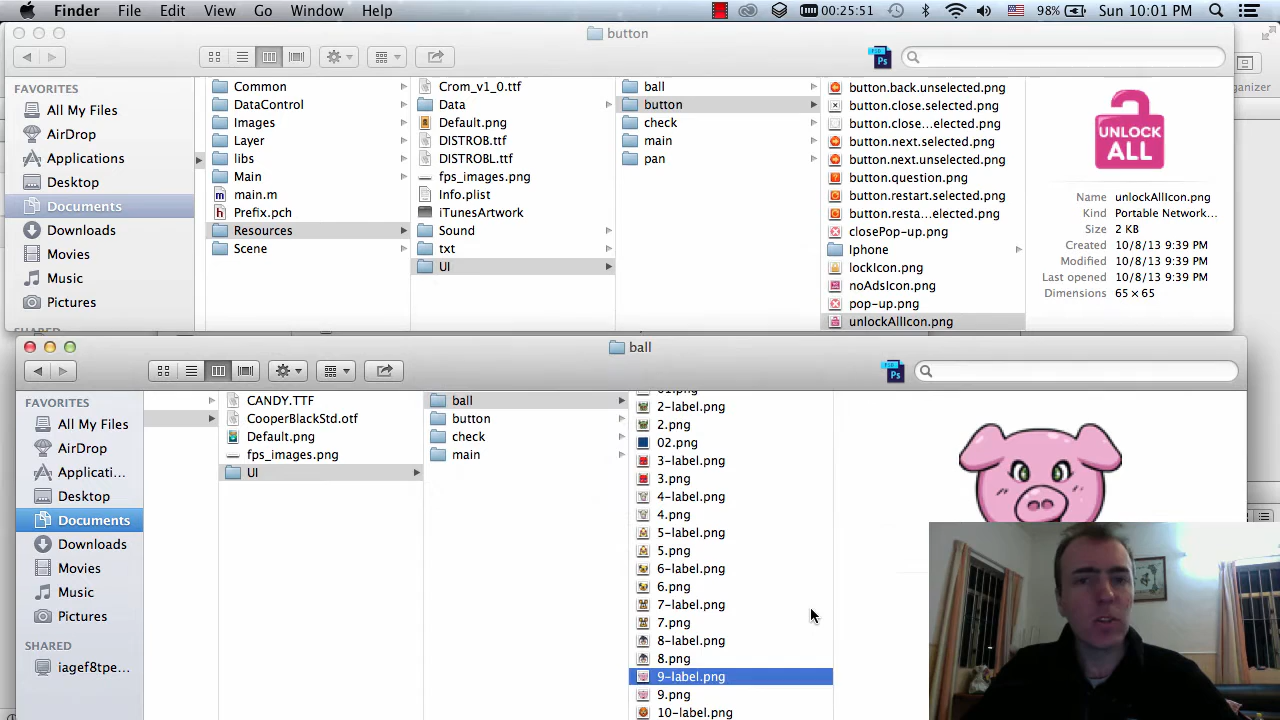 Finder File Edit View Go Window Help 00:25:51 98% Sun 10:01 PM
button
FAVORITES
All My Files
AirDrop
Applications
Desktop
Documents
Downloads
Movies
Music
Pictures
Common
DataControl
Images
Layer
libs
Main
main.m
Prefix.pch
Resources
Scene
Crom_v1_0.ttf
Data
Default.png
DISTROB.ttf
DISTROBL.ttf
fps_images.png
Info.plist
iTunesArtwork
Sound
txt
UI
ball
button
check
main
pan
button.back.unselected.png
button.close.selected.png
button.close...elected.png
button.next.selected.png
button.next.unselected.png
button.question.png
button.restart.selected.png
button.resta...elected.png
closePop-up.png
Iphone
lockIcon.png
noAdsIcon.png
pop-up.png
unlockAllIcon.png
UNLOCK
ALL
Name unlockAllIcon.png
Kind Portable Network...
Size 2 KB
Created 10/8/13 9:39 PM
Modified 10/8/13 9:39 PM
Last opened 10/8/13 9:39 PM
Dimensions 65 × 65
ball
FAVORITES
All My Files
AirDrop
Applicati...
Desktop
Documents
Downloads
Movies
Music
Pictures
SHARED
iagef8tpe...
CANDY.TTF
CooperBlackStd.otf
Default.png
fps_images.png
UI
ball
button
check
main
2-label.png
2.png
02.png
3-label.png
3.png
4-label.png
4.png
5-label.png
5.png
6-label.png
6.png
7-label.png
7.png
8-label.png
8.png
9-label.png
9.png
10-label.png